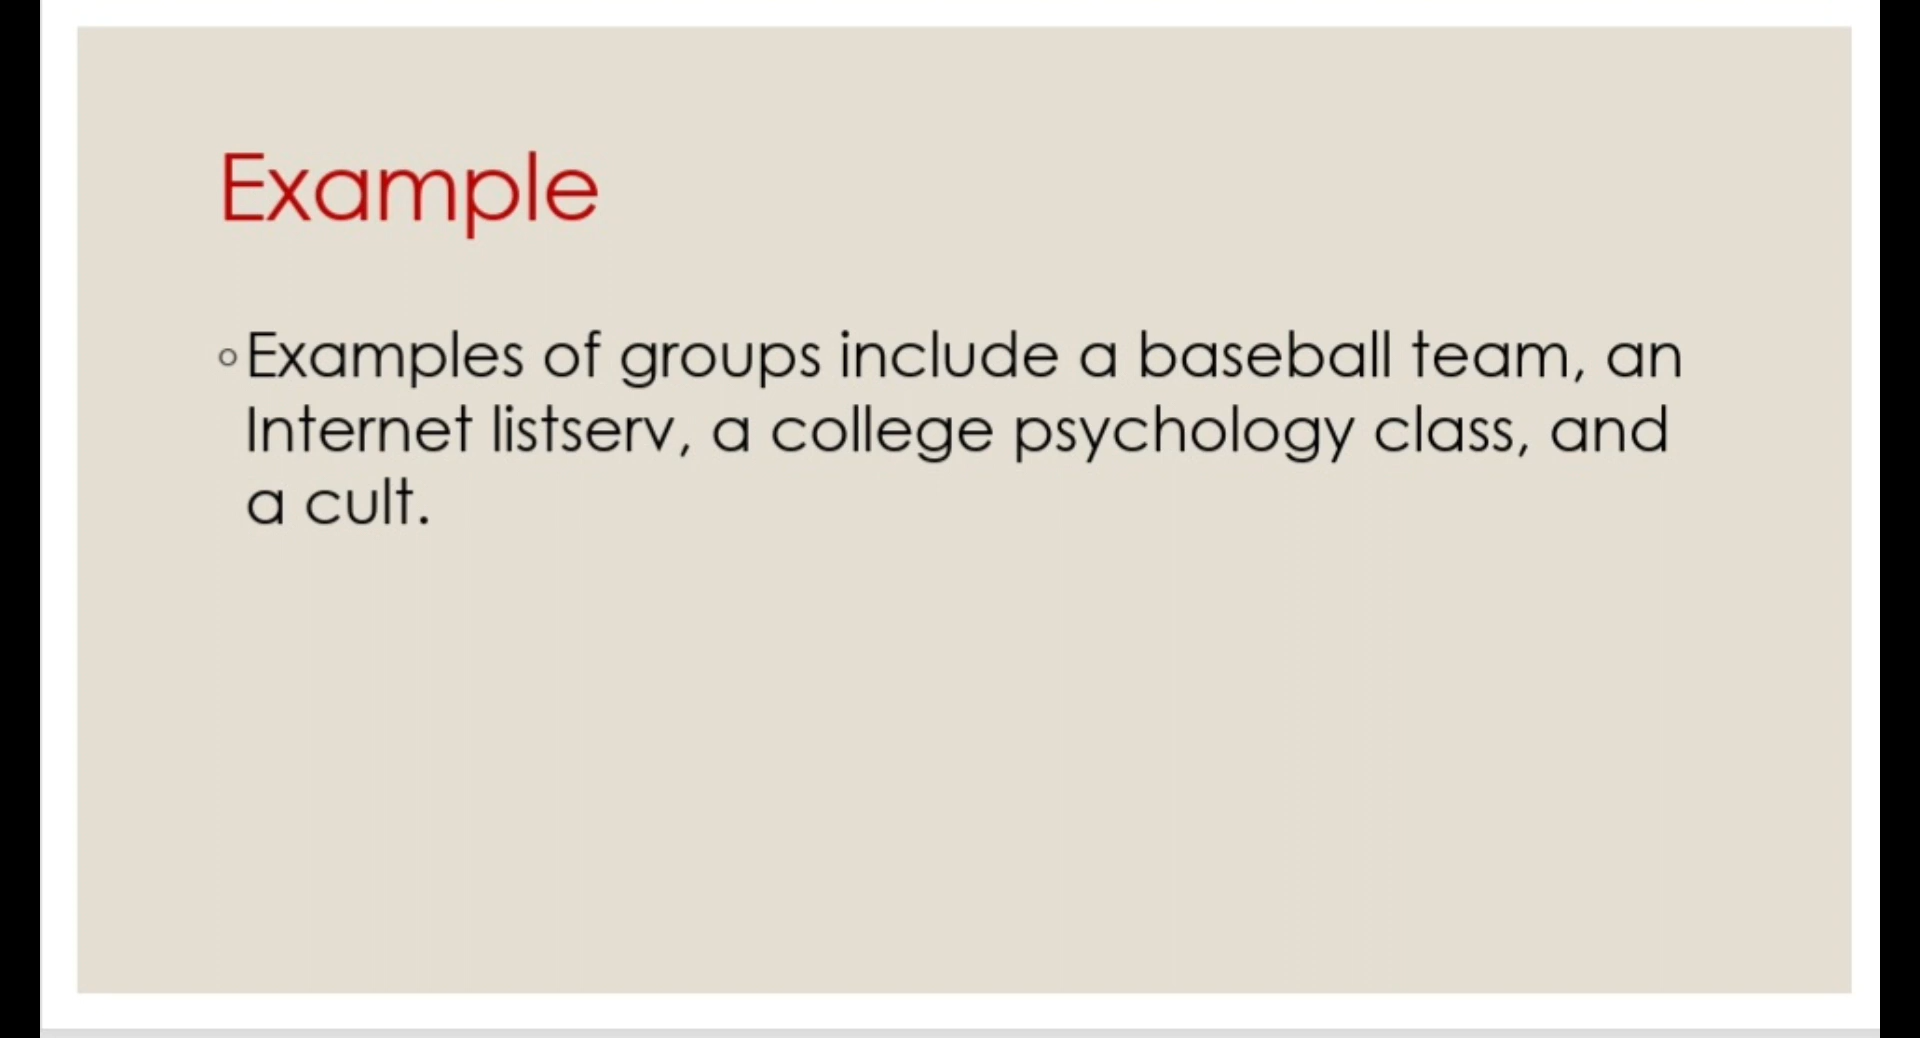 Example
◦Examples of groups include a baseball team, an
Internet listserv, a college psychology class, and
a cult.